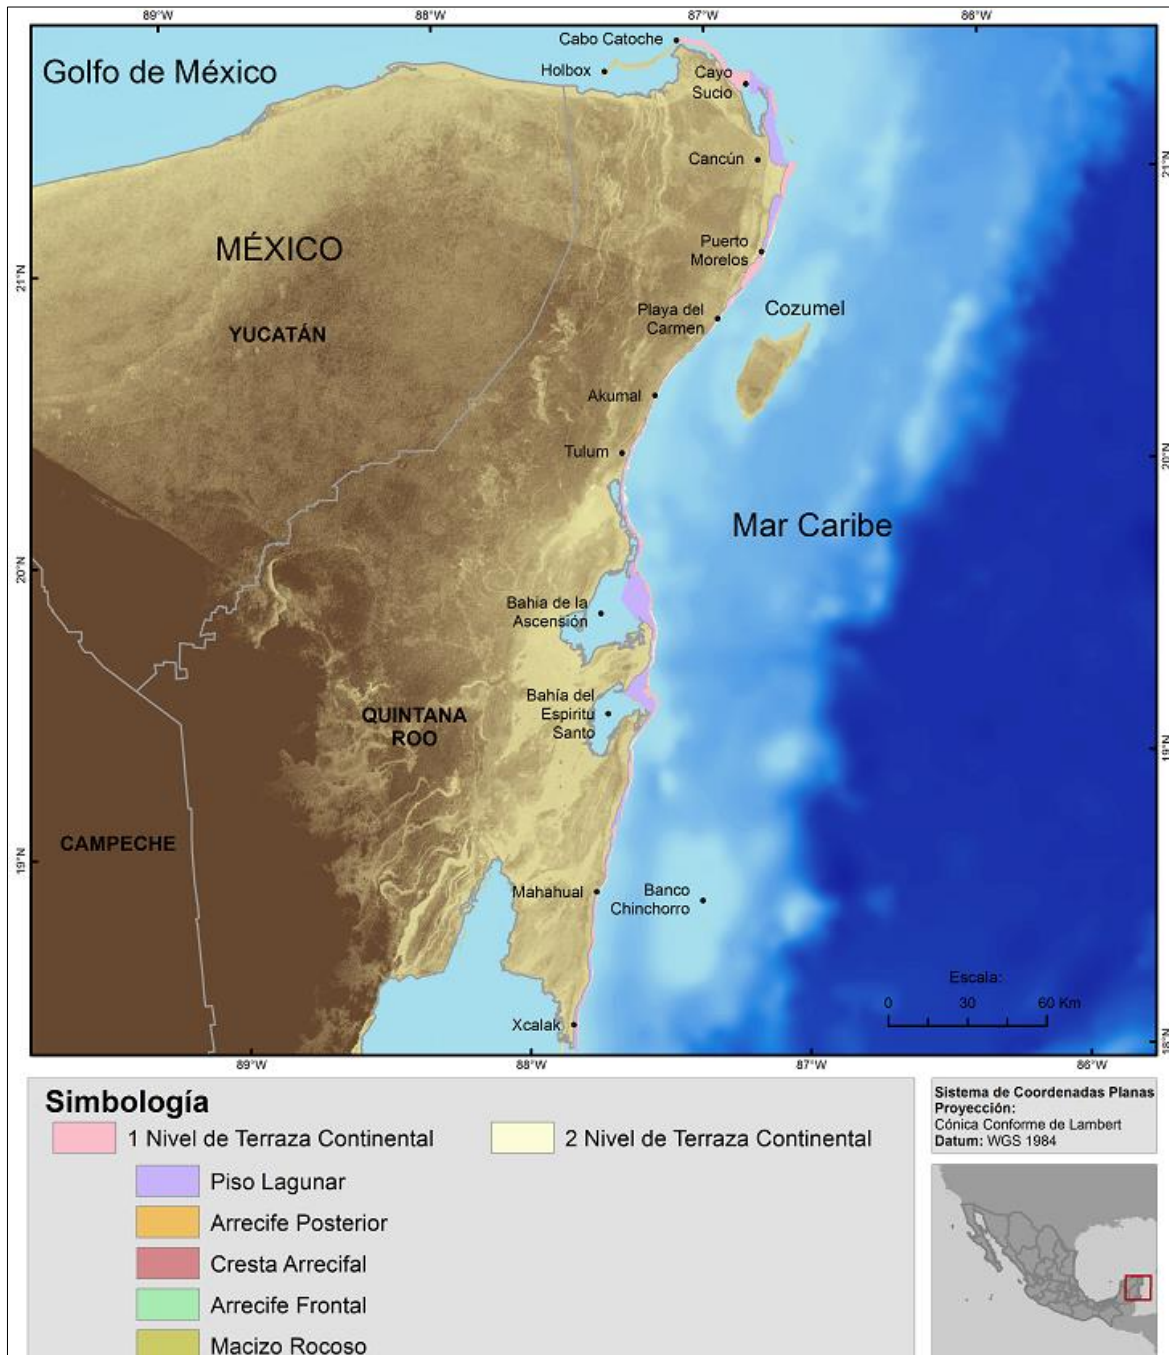 89°W
88°W
87°W
86°W
Cabo Catoche
Golfo de México
Holbox
Cayo
Sucio
Cancún
21°N
MÉXICO
Puerto
Morelos
21°N
Cozumel
Playa del
Carmen
YUCATÁN
Akumal
Tulum
20°N
Mar Caribe
20°N
Bahia de la
Ascensión
Bahía del
Espiritu
Santo
QUINTANA
ROO
19°N
CAMPECHE
19°N
Mahahual
Banco
Chinchorro
Escala:
0 30 60 Km
Xcalak
18°N
89°W
88°W
87°W
86°W
Simbología
1 Nivel de Terraza Continental
2 Nivel de Terraza Continental
Piso Lagunar
Arrecife Posterior
Cresta Arrecifal
Arrecife Frontal
Macizo Rocoso
Sistema de Coordenadas Planas
Proyección:
Cónica Conforme de Lambert
Datum: WGS 1984